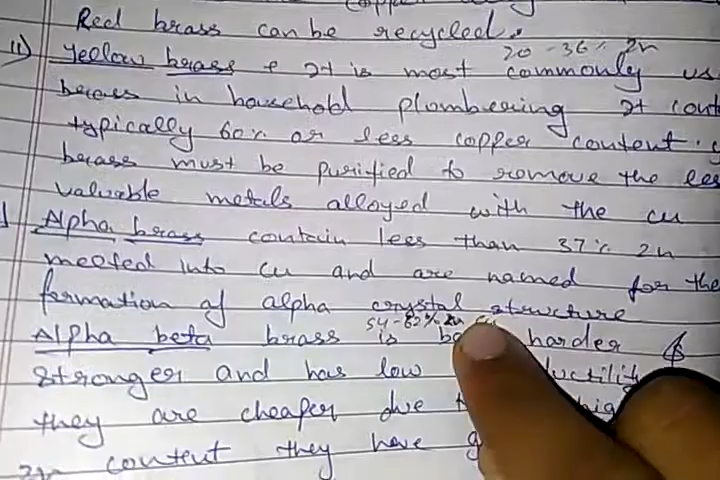 Red brass can be recycled.
20-36% Zn
ii) Yellow brass It is most commonly us
brass in household plumbering It cont
typically 60% or less copper content.
brass must be purified to remove the les
valuable metals alloyed with the cu
Alpha brass contain less than 37% Zn
melted into cu and are named for the
formation of alpha crystal structure
54-62%
Alpha beta brass is harder &
stronger and has low
they are cheaper due
Zn content they have